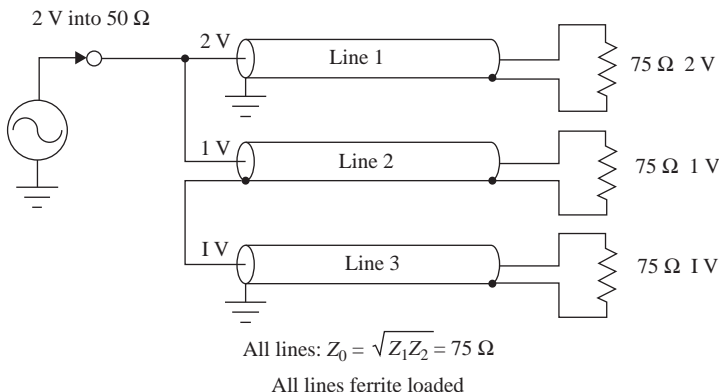 2 V into 50 Ω
2 V
Line 1
75 Ω 2 V
1 V
Line 2
75 Ω 1 V
I V
Line 3
75 Ω I V
All lines: Z0 = √Z1Z2 = 75 Ω
All lines ferrite loaded